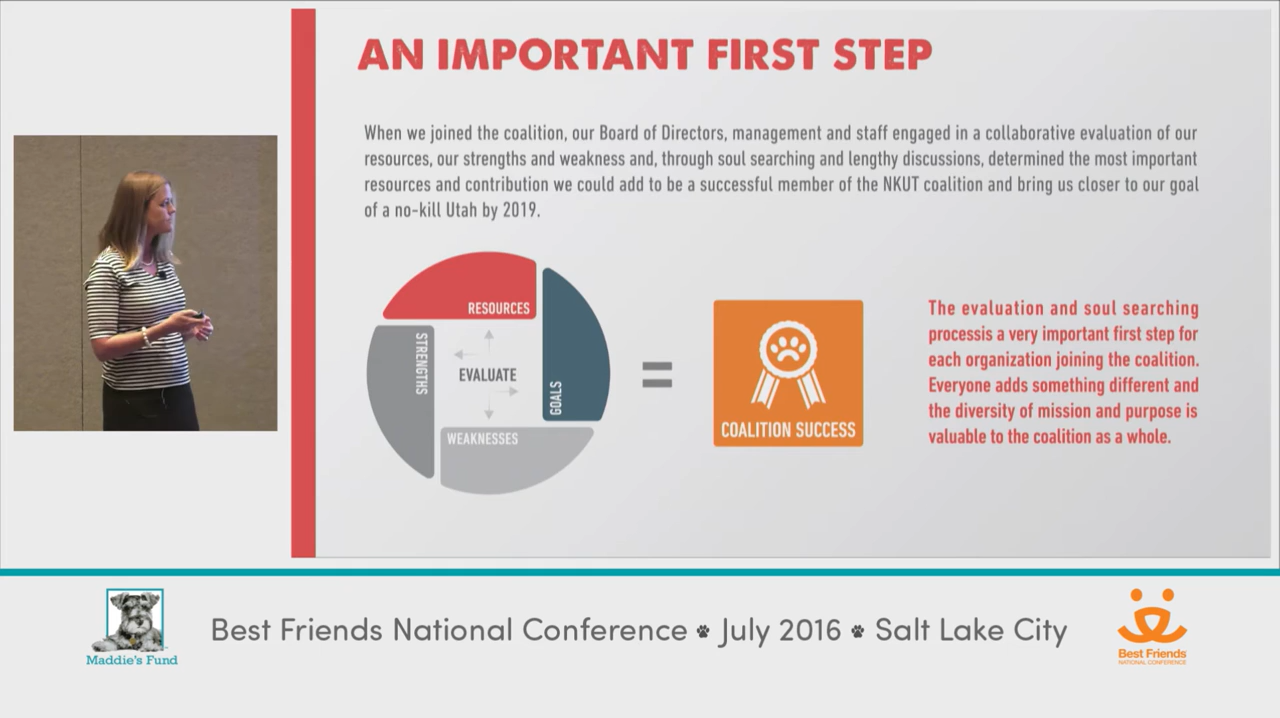 AN IMPORTANT FIRST STEP
When we joined the coalition, our Board of Directors, management and staff engaged in a collaborative evaluation of our
resources, our strengths and weakness and, through soul searching and lengthy discussions, determined the most important
resources and contribution we could add to be a successful member of the NKUT coalition and bring us closer to our goal
of a no-kill Utah by 2019.
RESOURCES
STRENGTHS
EVALUATE
GOALS
WEAKNESSES
=
COALITION SUCCESS
The evaluation and soul searching
processis a very important first step for
each organization joining the coalition.
Everyone adds something different and
the diversity of mission and purpose is
valuable to the coalition as a whole.
Maddie's Fund
Best Friends National Conference July 2016 Salt Lake City
Best Friends
NATIONAL CONFERENCE